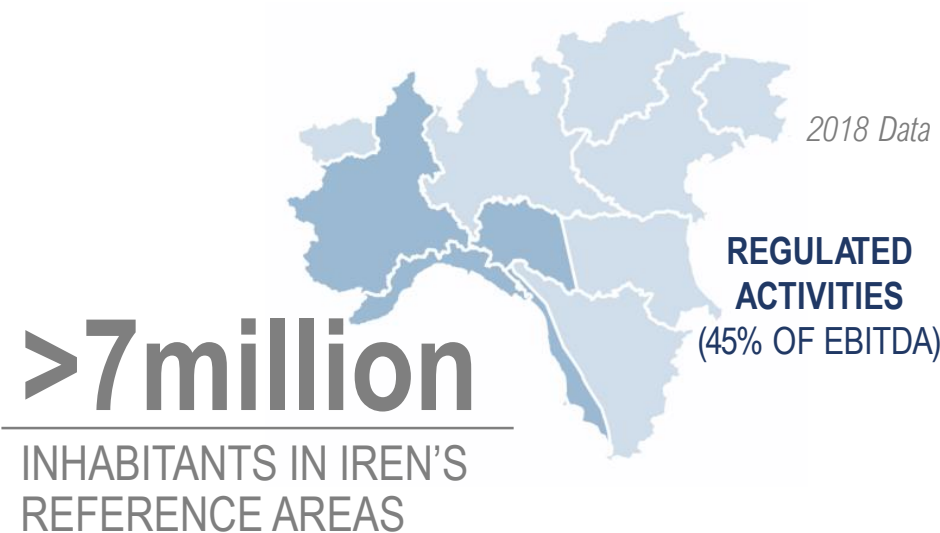 2018 Data
REGULATED
ACTIVITIES
(45% OF EBITDA)
>7million
INHABITANTS IN IREN’S
REFERENCE AREAS